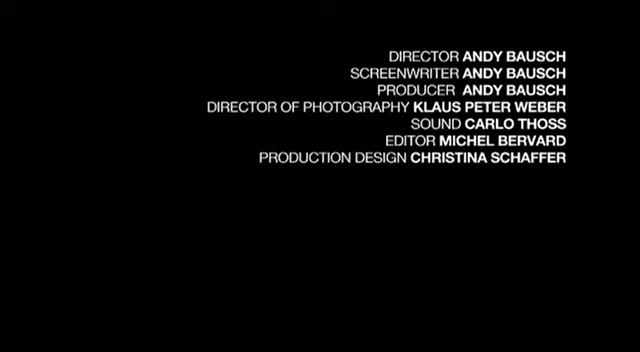 DIRECTOR ANDY BAUSCH
SCREENWRITER ANDY BAUSCH
PRODUCER ANDY BAUSCH
DIRECTOR OF PHOTOGRAPHY KLAUS PETER WEBER
SOUND CARLO THOSS
EDITOR MICHEL BERVARD
PRODUCTION DESIGN CHRISTINA SCHAFFER